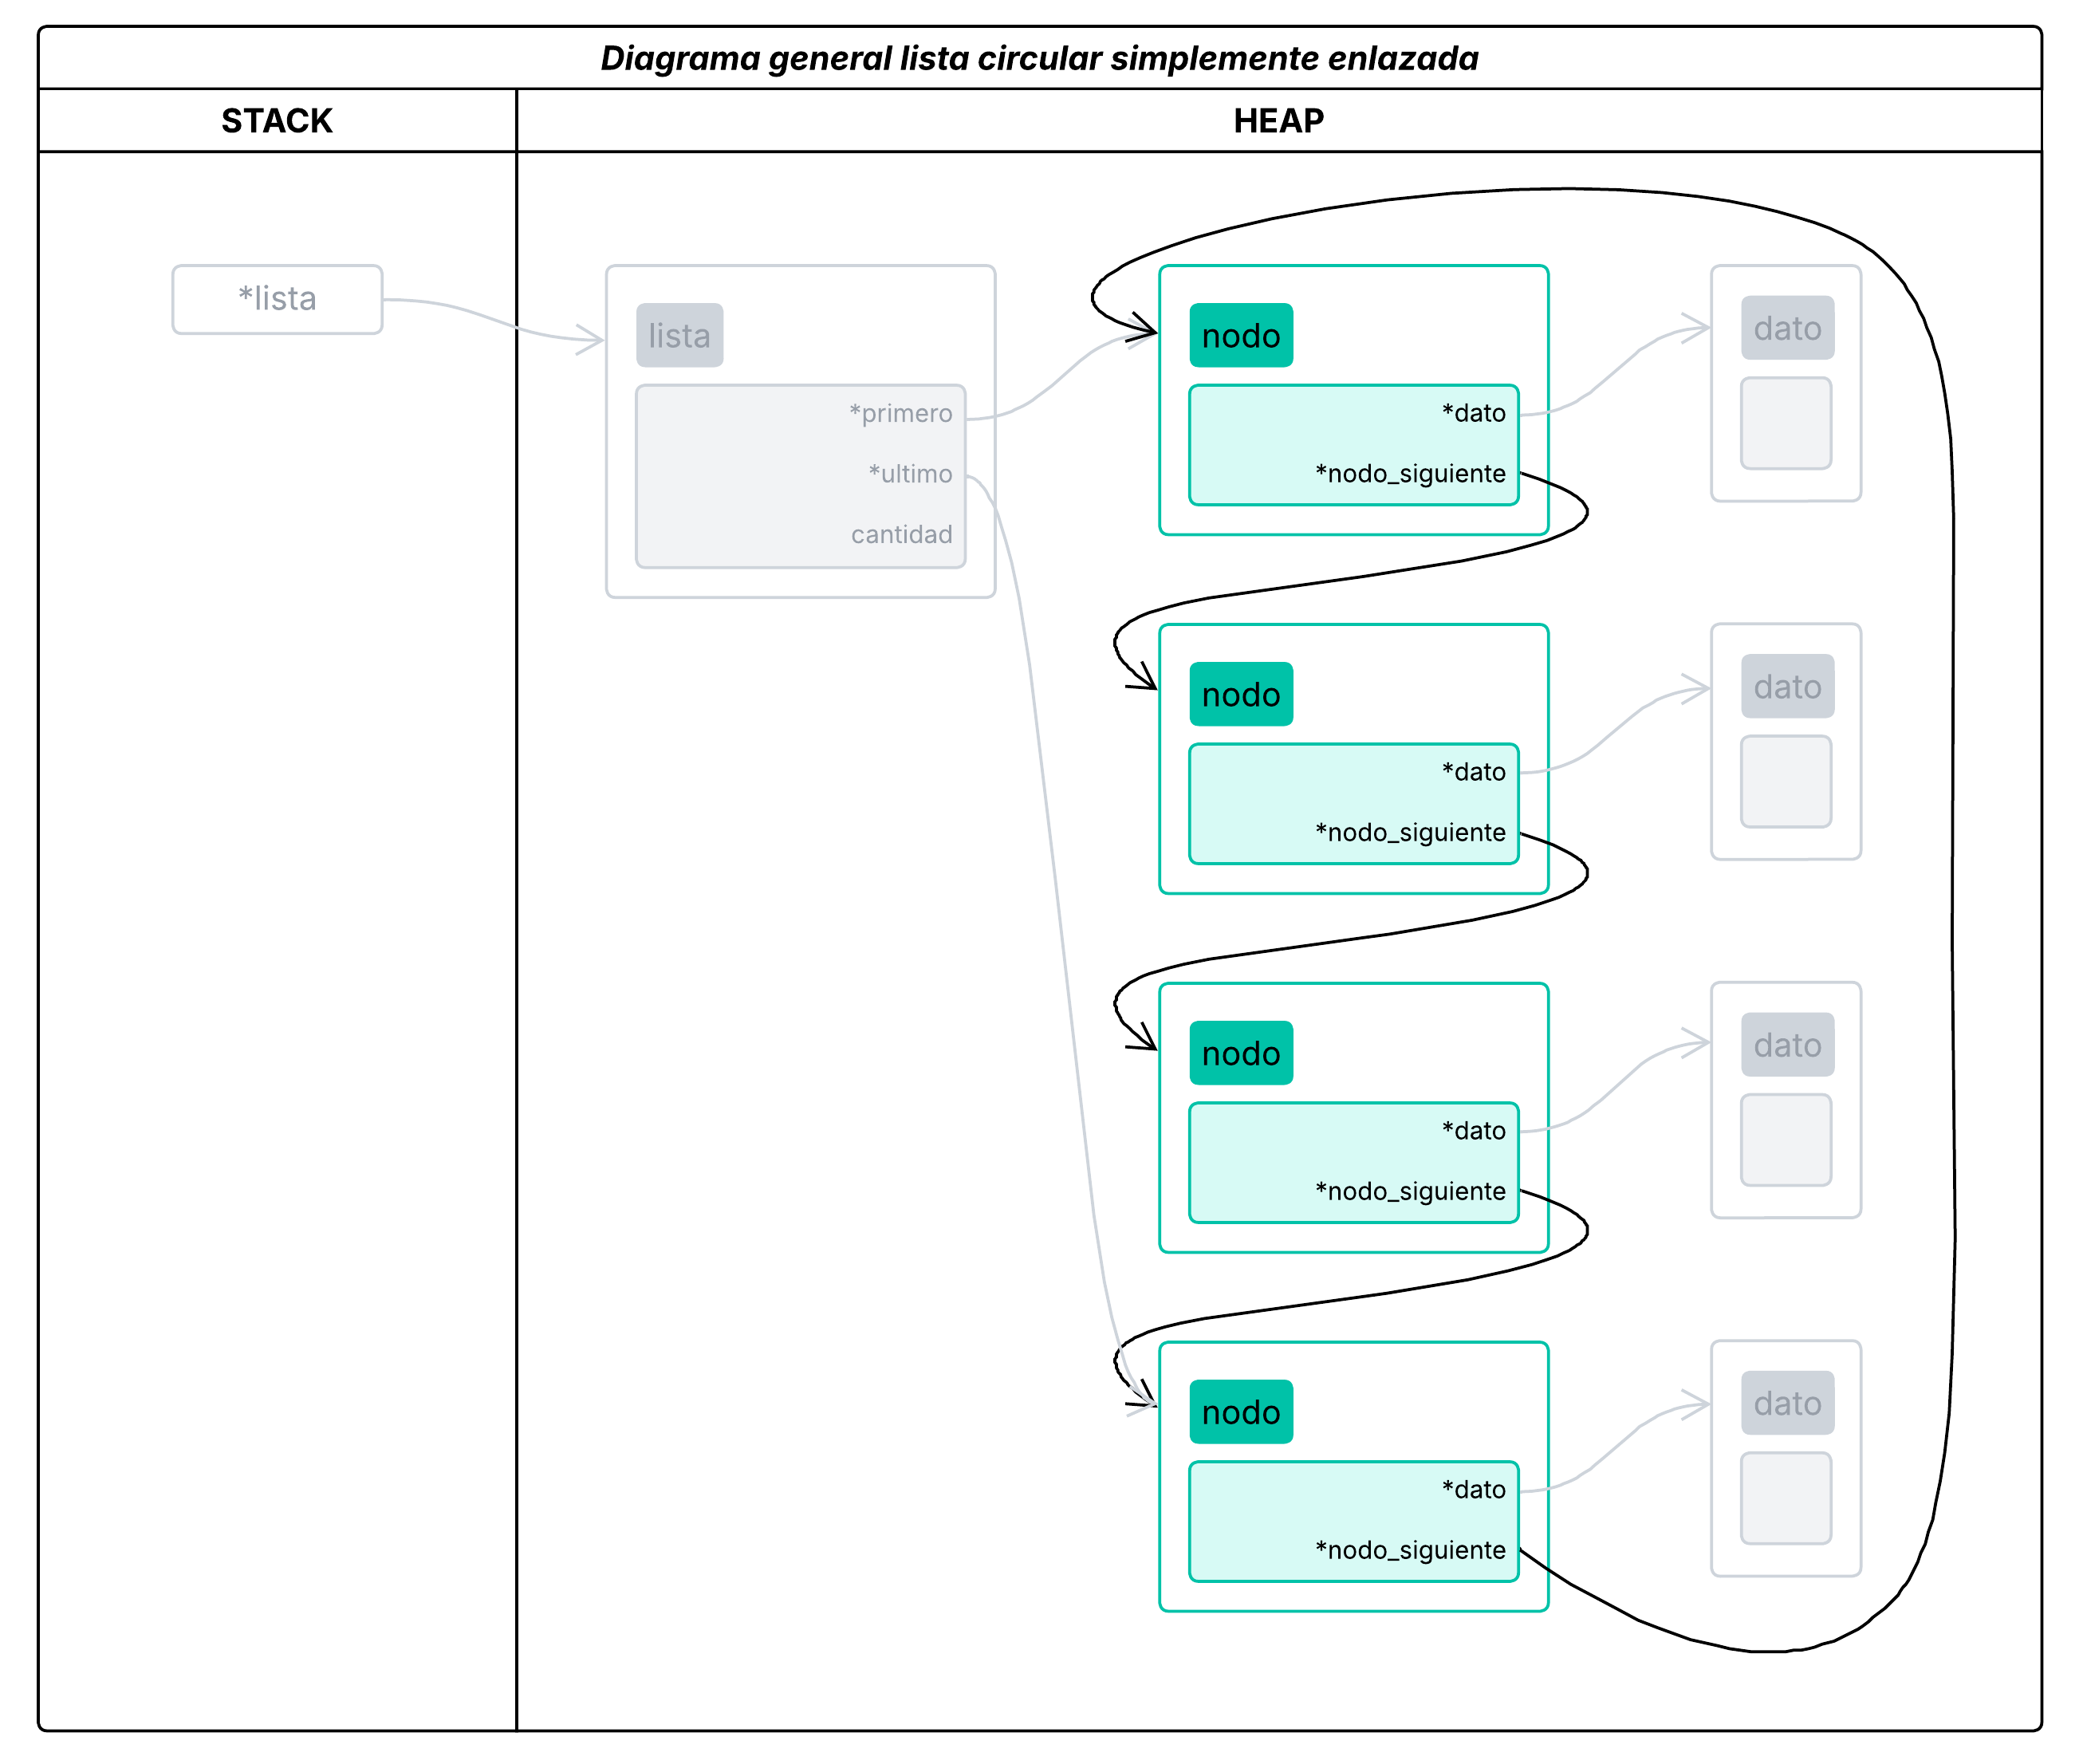 Diagrama general lista circular simplemente enlazada
STACK
HEAP
*lista
lista
*primero
*ultimo
cantidad
nodo
*dato
*nodo_siguiente
dato
nodo
*dato
*nodo_siguiente
dato
nodo
*dato
*nodo_siguiente
dato
nodo
*dato
*nodo_siguiente
dato